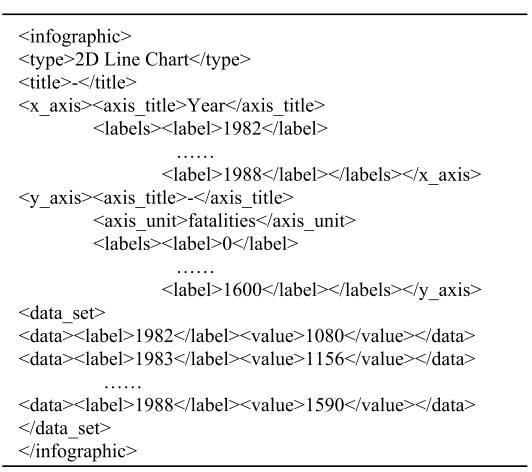 <infographic>
<type>2D Line Chart</type>
<title>-</title>
<x_axis><axis_title>Year</axis_title>
<labels><label>1982</label>
……
<label>1988</label></labels></x_axis>
<y_axis><axis_title>-</axis_title>
<axis_unit>fatalities</axis_unit>
<labels><label>0</label>
……
<label>1600</label></labels></y_axis>
<data_set>
<data><label>1982</label><value>1080</value></data>
<data><label>1983</label><value>1156</value></data>
……
<data><label>1988</label><value>1590</value></data>
</data_set>
</infographic>